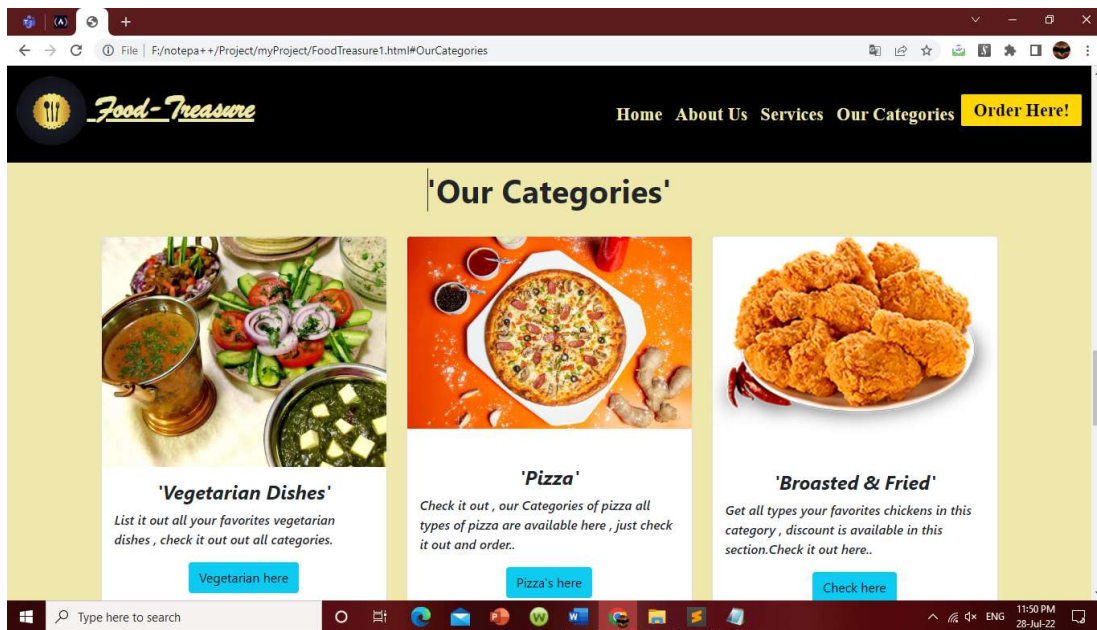 File F:/notepa++/Project/myProject/FoodTreasure1.html#OurCategories
Food-Treasure
Home About Us Services Our Categories Order Here!
'Our Categories'
'Vegetarian Dishes'
List it out all your favorites vegetarian
dishes , check it out out all categories.
Vegetarian here
'Pizza'
Check it out , our Categories of pizza all
types of pizza are available here , just check
it out and order..
Pizza's here
'Broasted & Fried'
Get all types your favorites chickens in this
category , discount is available in this
section.Check it out here..
Check here
Type here to search
ENG
11:50 PM
28-Jul-22